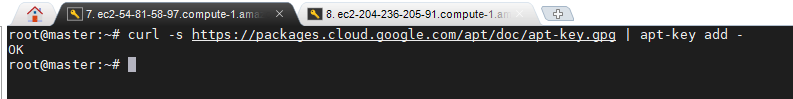 7. ec2-54-81-58-97.compute-1.ama
8. ec2-204-236-205-91.compute-1.am
root@master:~# curl -s https://packages.cloud.google.com/apt/doc/apt-key.gpg | apt-key add -
OK
root@master:~#